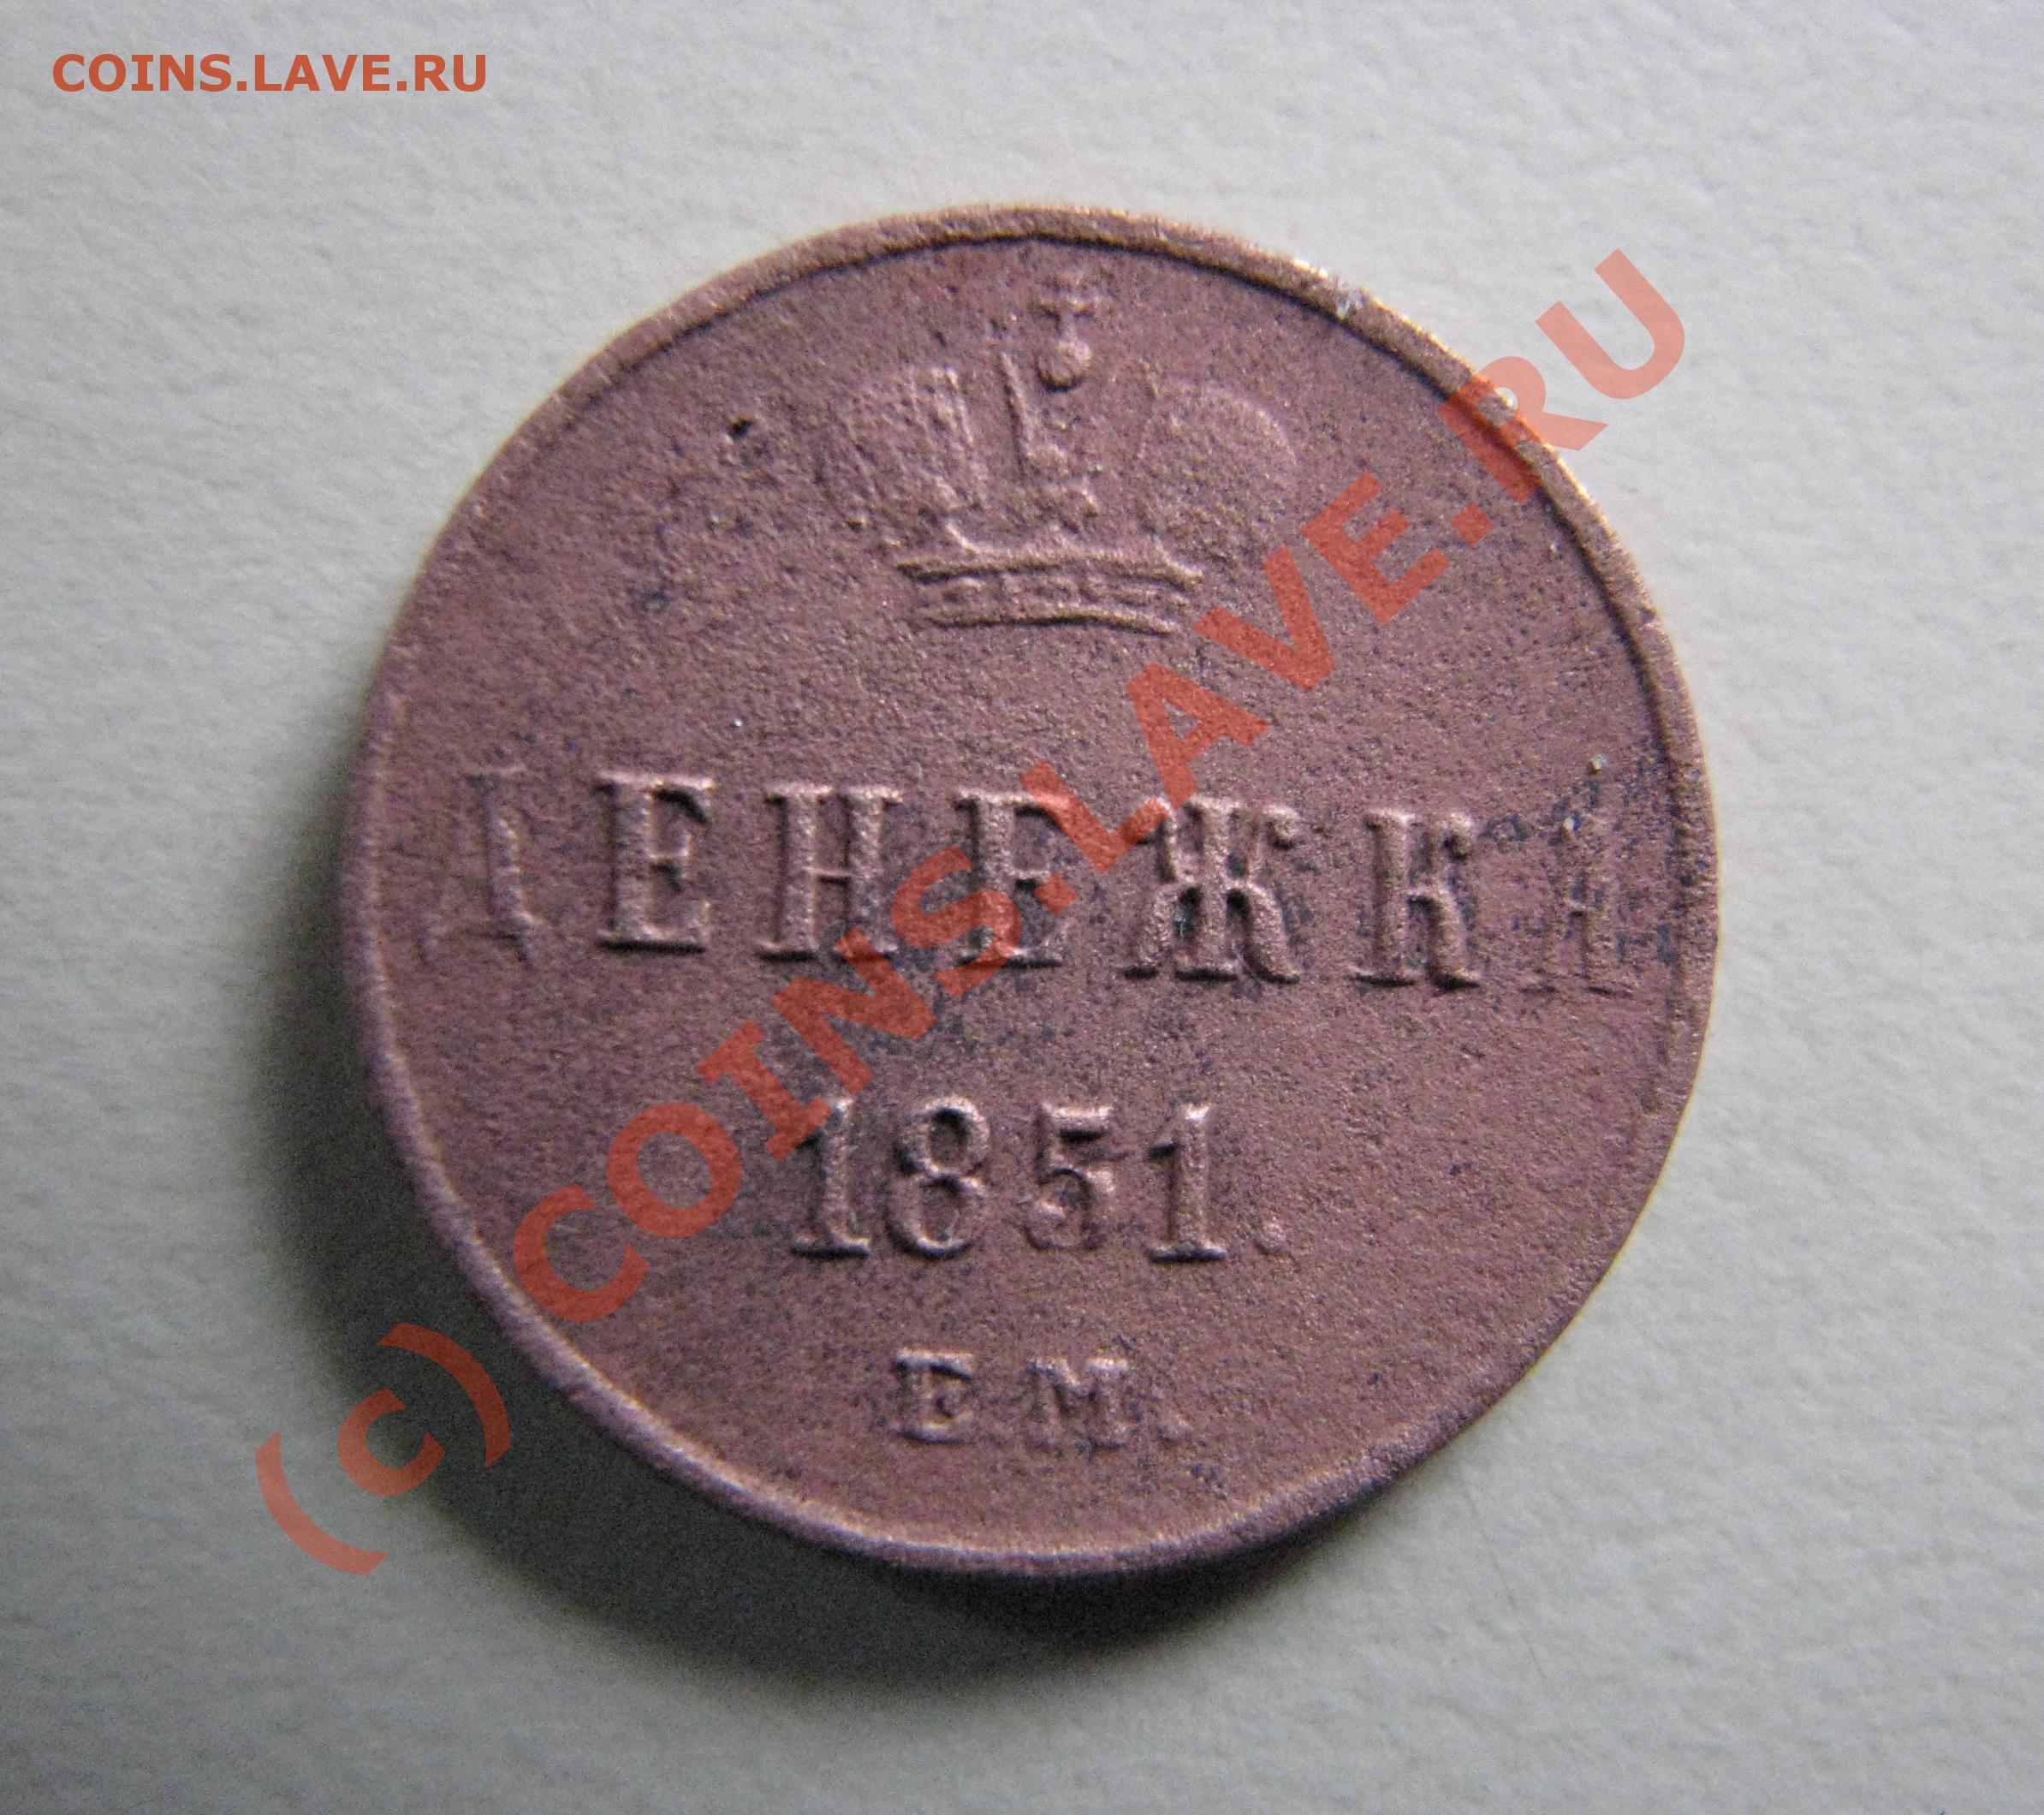 COINS.LAVE.RU
ДЕНЕЖКА
1851.
Е М.
(c) COINS.LAVE.RU